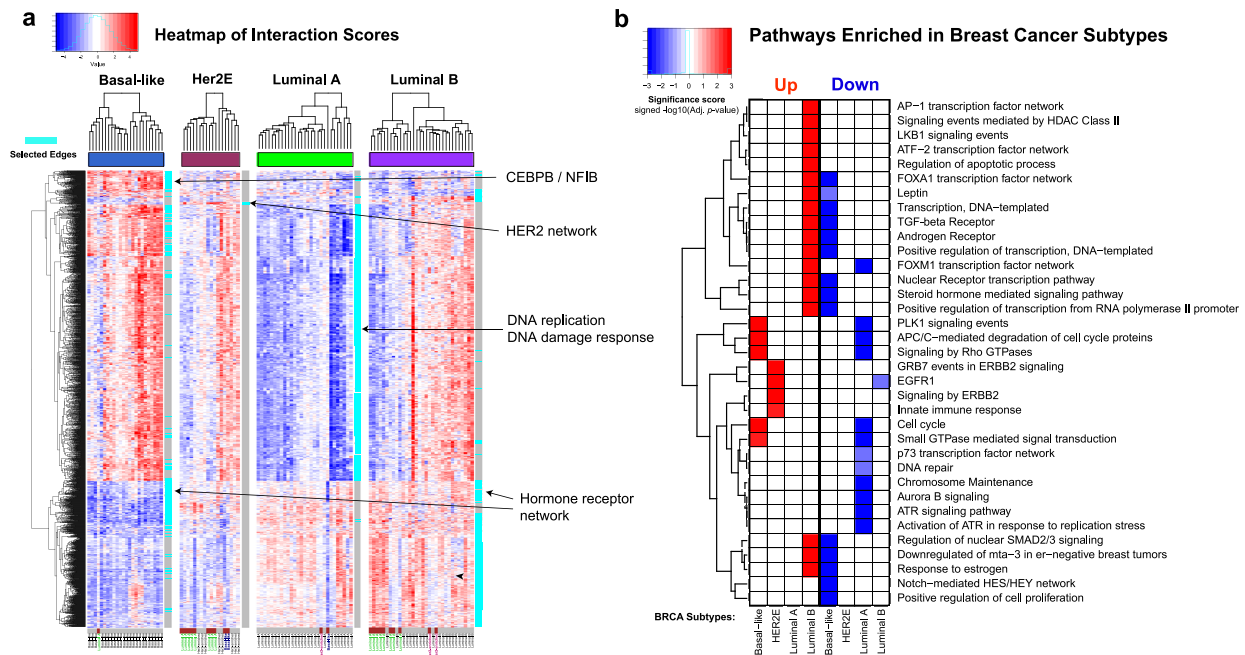 a
Heatmap of Interaction Scores
−4 −2 0 2 4
Value
Basal-like Her2E Luminal A Luminal B
Selected Edges
CEBPB / NFIB
HER2 network
DNA replication
DNA damage response
Hormone receptor
network
b
Pathways Enriched in Breast Cancer Subtypes
−3 −2 −1 0 1 2 3
Significance score
signed -log10(Adj. p-value)
Up Down
AP−1 transcription factor network
Signaling events mediated by HDAC Class II
LKB1 signaling events
ATF−2 transcription factor network
Regulation of apoptotic process
FOXA1 transcription factor network
Leptin
Transcription, DNA−templated
TGF−beta Receptor
Androgen Receptor
Positive regulation of transcription, DNA−templated
FOXM1 transcription factor network
Nuclear Receptor transcription pathway
Steroid hormone mediated signaling pathway
Positive regulation of transcription from RNA polymerase II promoter
PLK1 signaling events
APC/C−mediated degradation of cell cycle proteins
Signaling by Rho GTPases
GRB7 events in ERBB2 signaling
EGFR1
Signaling by ERBB2
Innate immune response
Cell cycle
Small GTPase mediated signal transduction
p73 transcription factor network
DNA repair
Chromosome Maintenance
Aurora B signaling
ATR signaling pathway
Activation of ATR in response to replication stress
Regulation of nuclear SMAD2/3 signaling
Downregulated of mta−3 in er−negative breast tumors
Response to estrogen
Notch−mediated HES/HEY network
Positive regulation of cell proliferation
BRCA Subtypes: Basal−like HER2E Luminal A Luminal B Basal−like HER2E Luminal A Luminal B